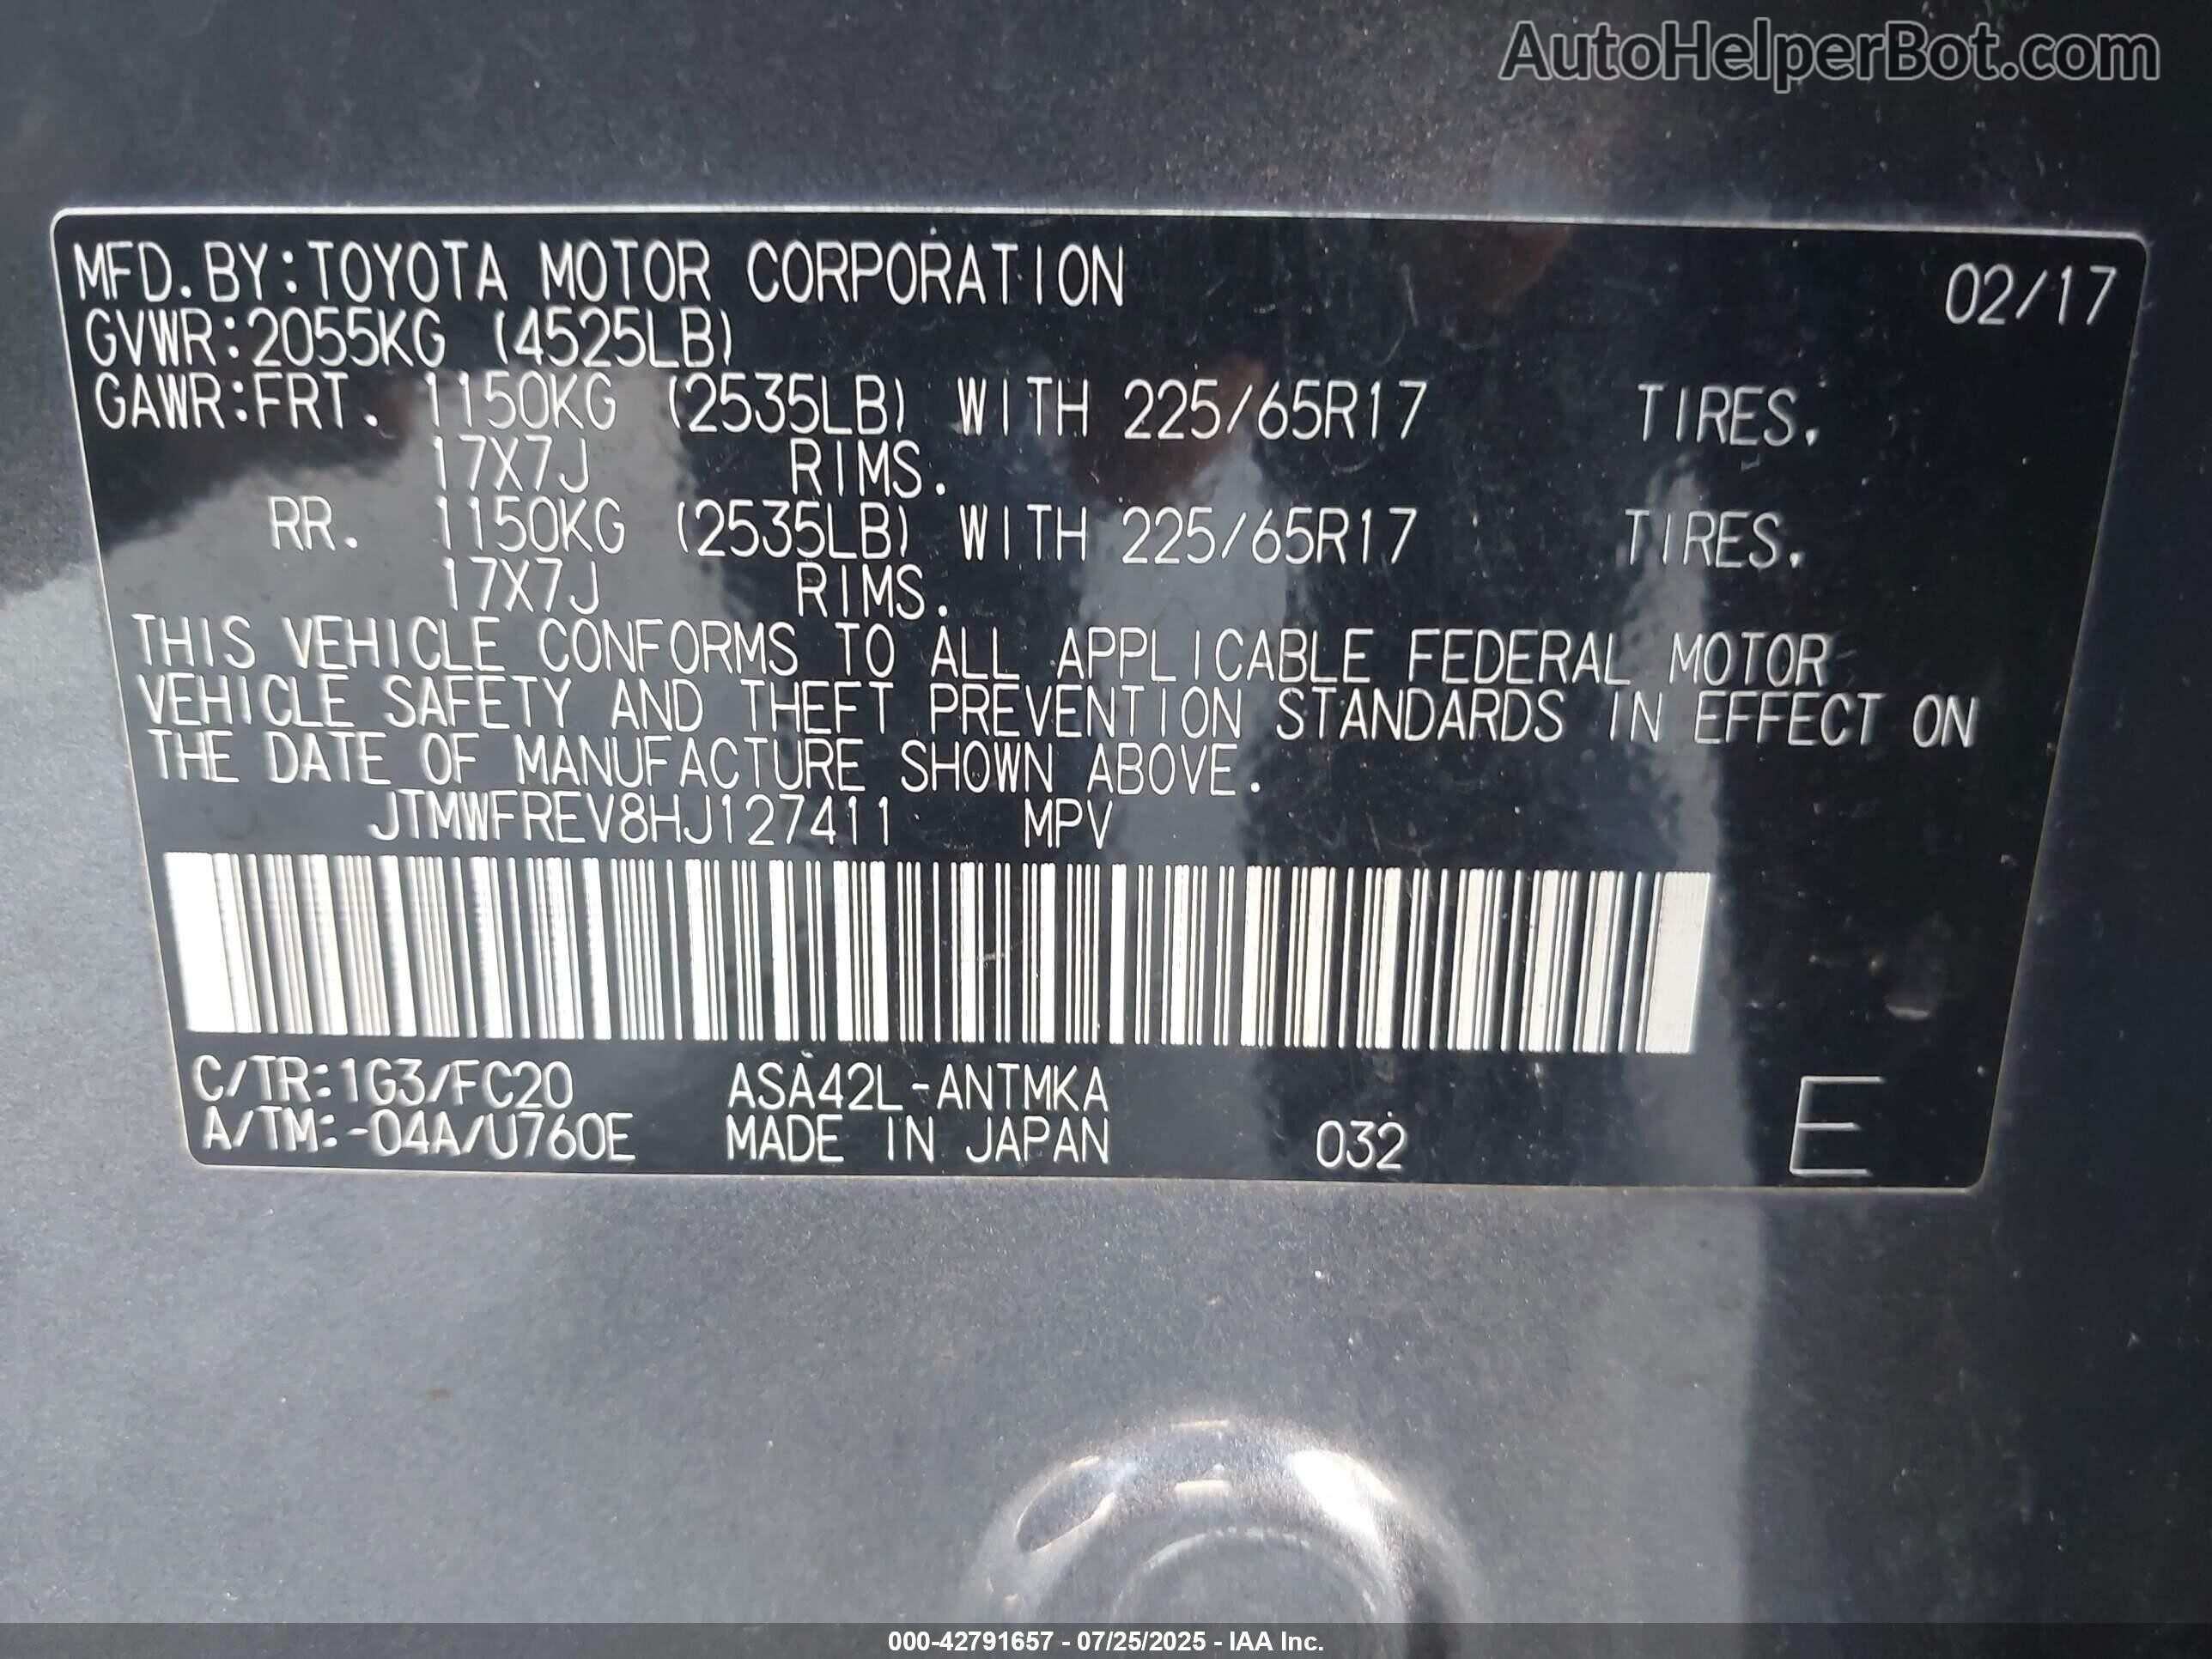 AutoHelperBot.com
MFD.BY:TOYOTA MOTOR CORPORATION 02/17
GVWR:2055KG (4525LB)
GAWR:FRT. 1150KG (2535LB) WITH 225/65R17 TIRES.
17X7J RIMS.
RR. 1150KG (2535LB) WITH 225/65R17 TIRES.
17X7J RIMS.
THIS VEHICLE CONFORMS TO ALL APPLICABLE FEDERAL MOTOR
VEHICLE SAFETY AND THEFT PREVENTION STANDARDS IN EFFECT ON
THE DATE OF MANUFACTURE SHOWN ABOVE.
JTMWFREV8HJ127411 MPV
C/TR:1G3/FC20 ASA42L-ANTMKA
A/TM:-04A/U760E MADE IN JAPAN 032 E
000-42791657 - 07/25/2025 - IAA Inc.